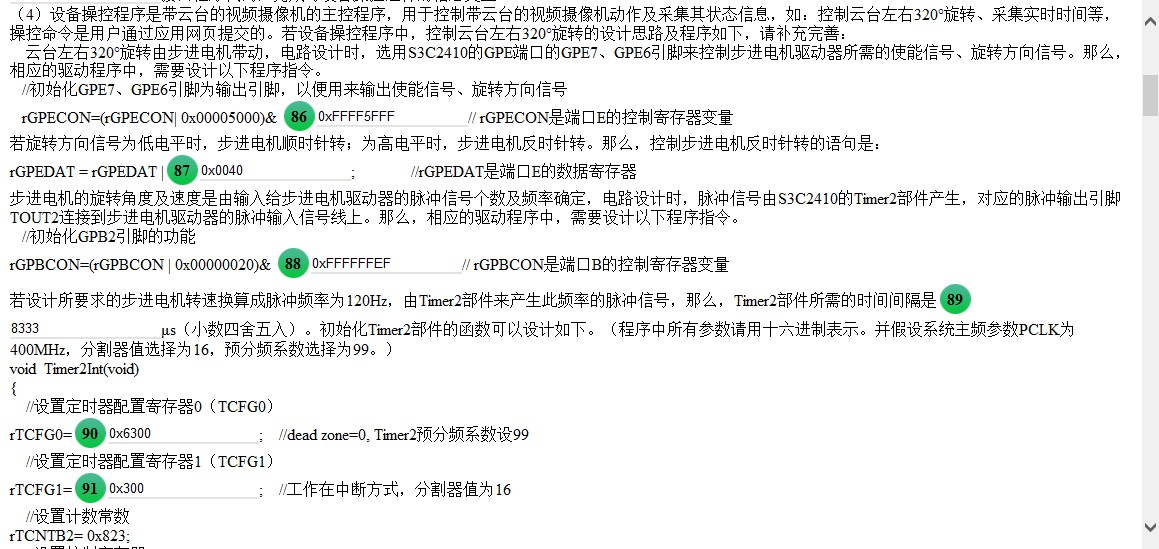 (4)设备操控程序是带云台的视频摄像机的主控程序,用于控制带云台的视频摄像机动作及采集其状态信息,如:控制云台左右320°旋转、采集实时时间等,
操控命令是用户通过应用网页提交的。若设备操控程序中,控制云台左右320°旋转的设计思路及程序如下,请补充完善:
云台左右320°旋转由步进电机带动,电路设计时,选用S3C2410的GPE端口的GPE7、GPE6引脚来控制步进电机驱动器所需的使能信号、旋转方向信号。那么,
相应的驱动程序中,需要设计以下程序指令。
//初始化GPE7、GPE6引脚为输出引脚,以便用来输出使能信号、旋转方向信号
rGPECON=(rGPECON| 0x00005000)& 86 0xFFFF5FFF // rGPECON是端口E的控制寄存器变量
若旋转方向信号为低电平时,步进电机顺时针转;为高电平时,步进电机反时针转。那么,控制步进电机反时针转的语句是:
rGPEDAT = rGPEDAT | 87 0x0040 ; //rGPEDAT是端口E的数据寄存器
步进电机的旋转角度及速度是由输入给步进电机驱动器的脉冲信号个数及频率确定,电路设计时,脉冲信号由S3C2410的Timer2部件产生,对应的脉冲输出引脚
TOUT2连接到步进电机驱动器的脉冲输入信号线上。那么,相应的驱动程序中,需要设计以下程序指令。
//初始化GPB2引脚的功能
rGPBCON=(rGPBCON | 0x00000020)& 88 0xFFFFFFEF // rGPBCON是端口B的控制寄存器变量
若设计所要求的步进电机转速换算成脉冲频率为120Hz,由Timer2部件来产生此频率的脉冲信号,那么,Timer2部件所需的时间间隔是 89
8333 μs(小数四舍五入)。初始化Timer2部件的函数可以设计如下。(程序中所有参数请用十六进制表示。并假设系统主频参数PCLK为
400MHz,分割器值选择为16,预分频系数选择为99。)
void Timer2Int(void)
{
//设置定时器配置寄存器0(TCFG0)
rTCFG0= 90 0x6300 ; //dead zone=0, Timer2预分频系数设99
//设置定时器配置寄存器1(TCFG1)
rTCFG1= 91 0x300 ; //工作在中断方式,分割器值为16
//设置计数常数
rTCNTB2= 0x823;